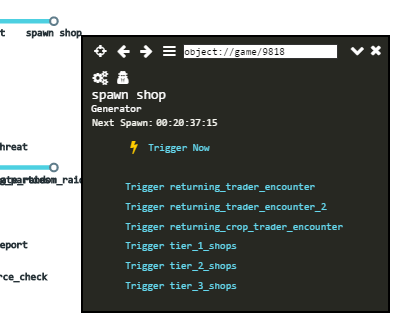 t
spawn shop
object://game/9818
spawn shop
Generator
Next Spawn: 00:20:37:15
Trigger Now
hreat
Trigger returning_trader_encounter
Trigger returning_trader_encounter_2
Trigger returning_crop_trader_encounter
eport
Trigger tier_1_shops
Trigger tier_2_shops
rce_check
Trigger tier_3_shops